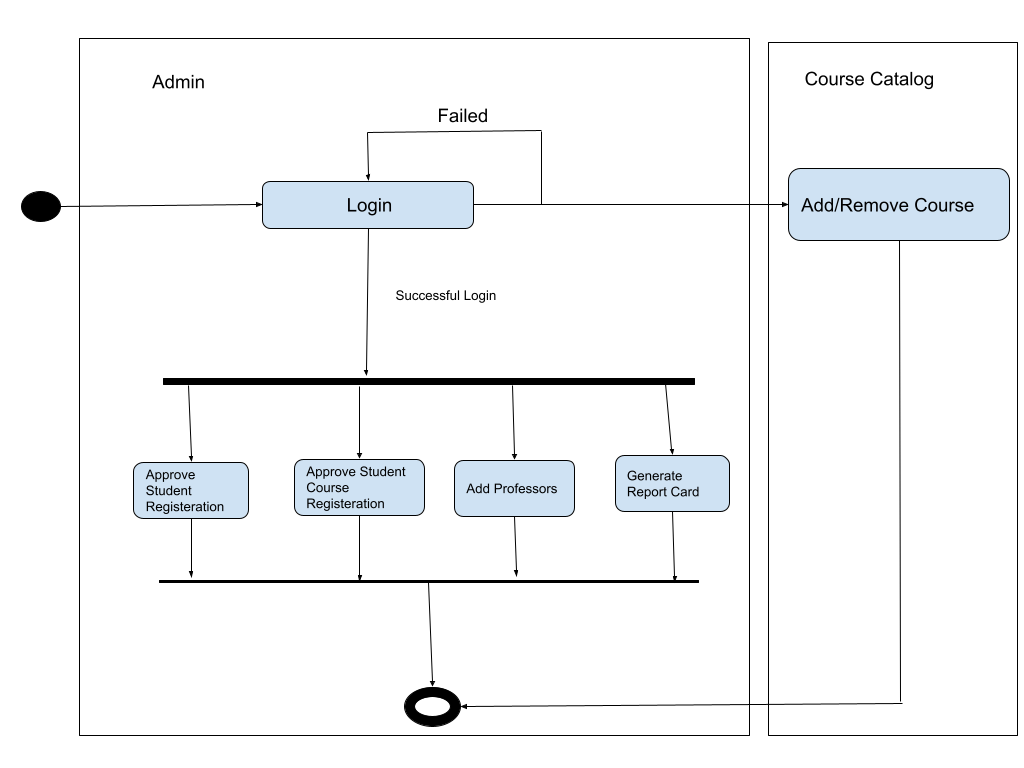 Admin
Course Catalog
Failed
Login
Add/Remove Course
Successful Login
Approve
Student
Registeration
Approve Student
Course
Registeration
Add Professors
Generate
Report Card